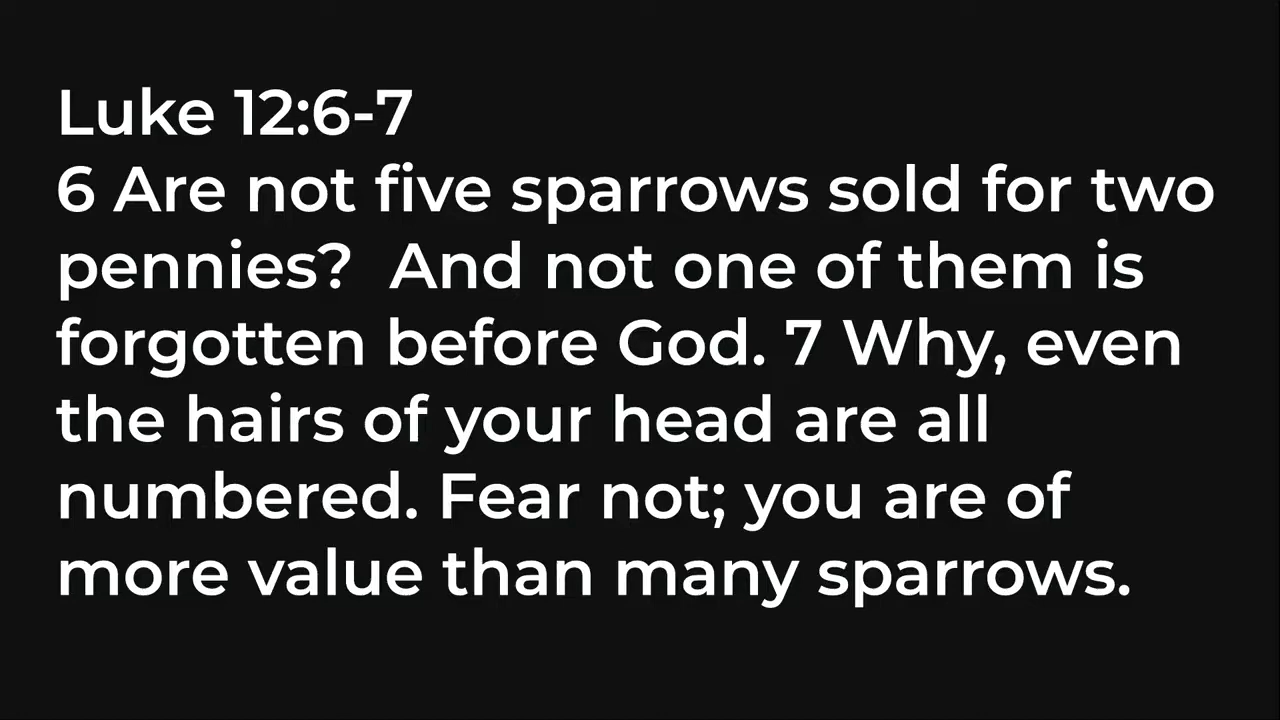 Luke 12:6-7
6 Are not five sparrows sold for two
pennies?  And not one of them is
forgotten before God. 7 Why, even
the hairs of your head are all
numbered. Fear not; you are of
more value than many sparrows.